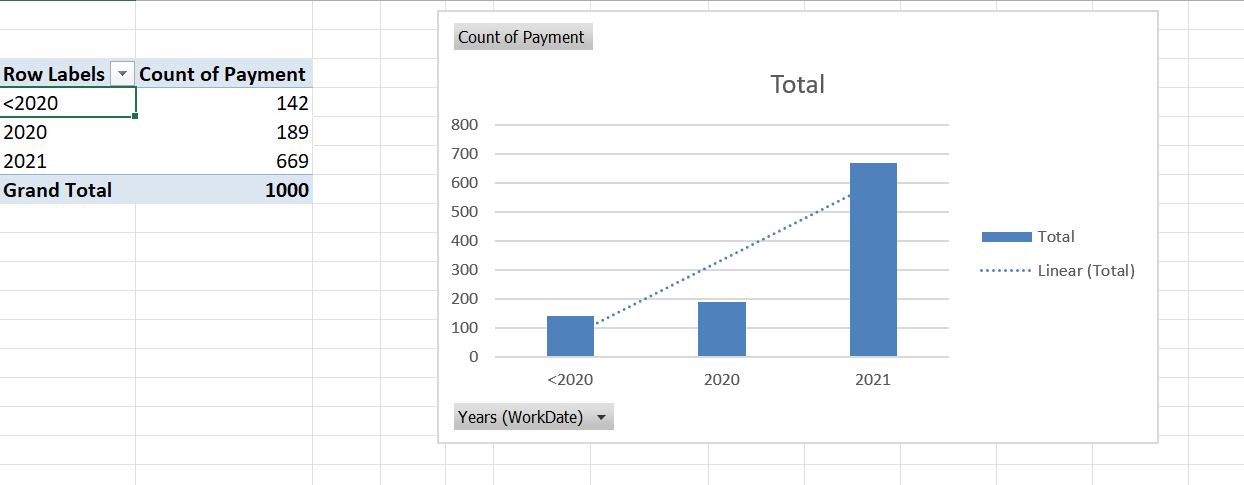 Row Labels Count of Payment
<2020 142
2020 189
2021 669
Grand Total 1000
Count of Payment
Total
800
700
600
500
400
300
200
100
0
<2020 2020 2021
Total
Linear (Total)
Years (WorkDate)